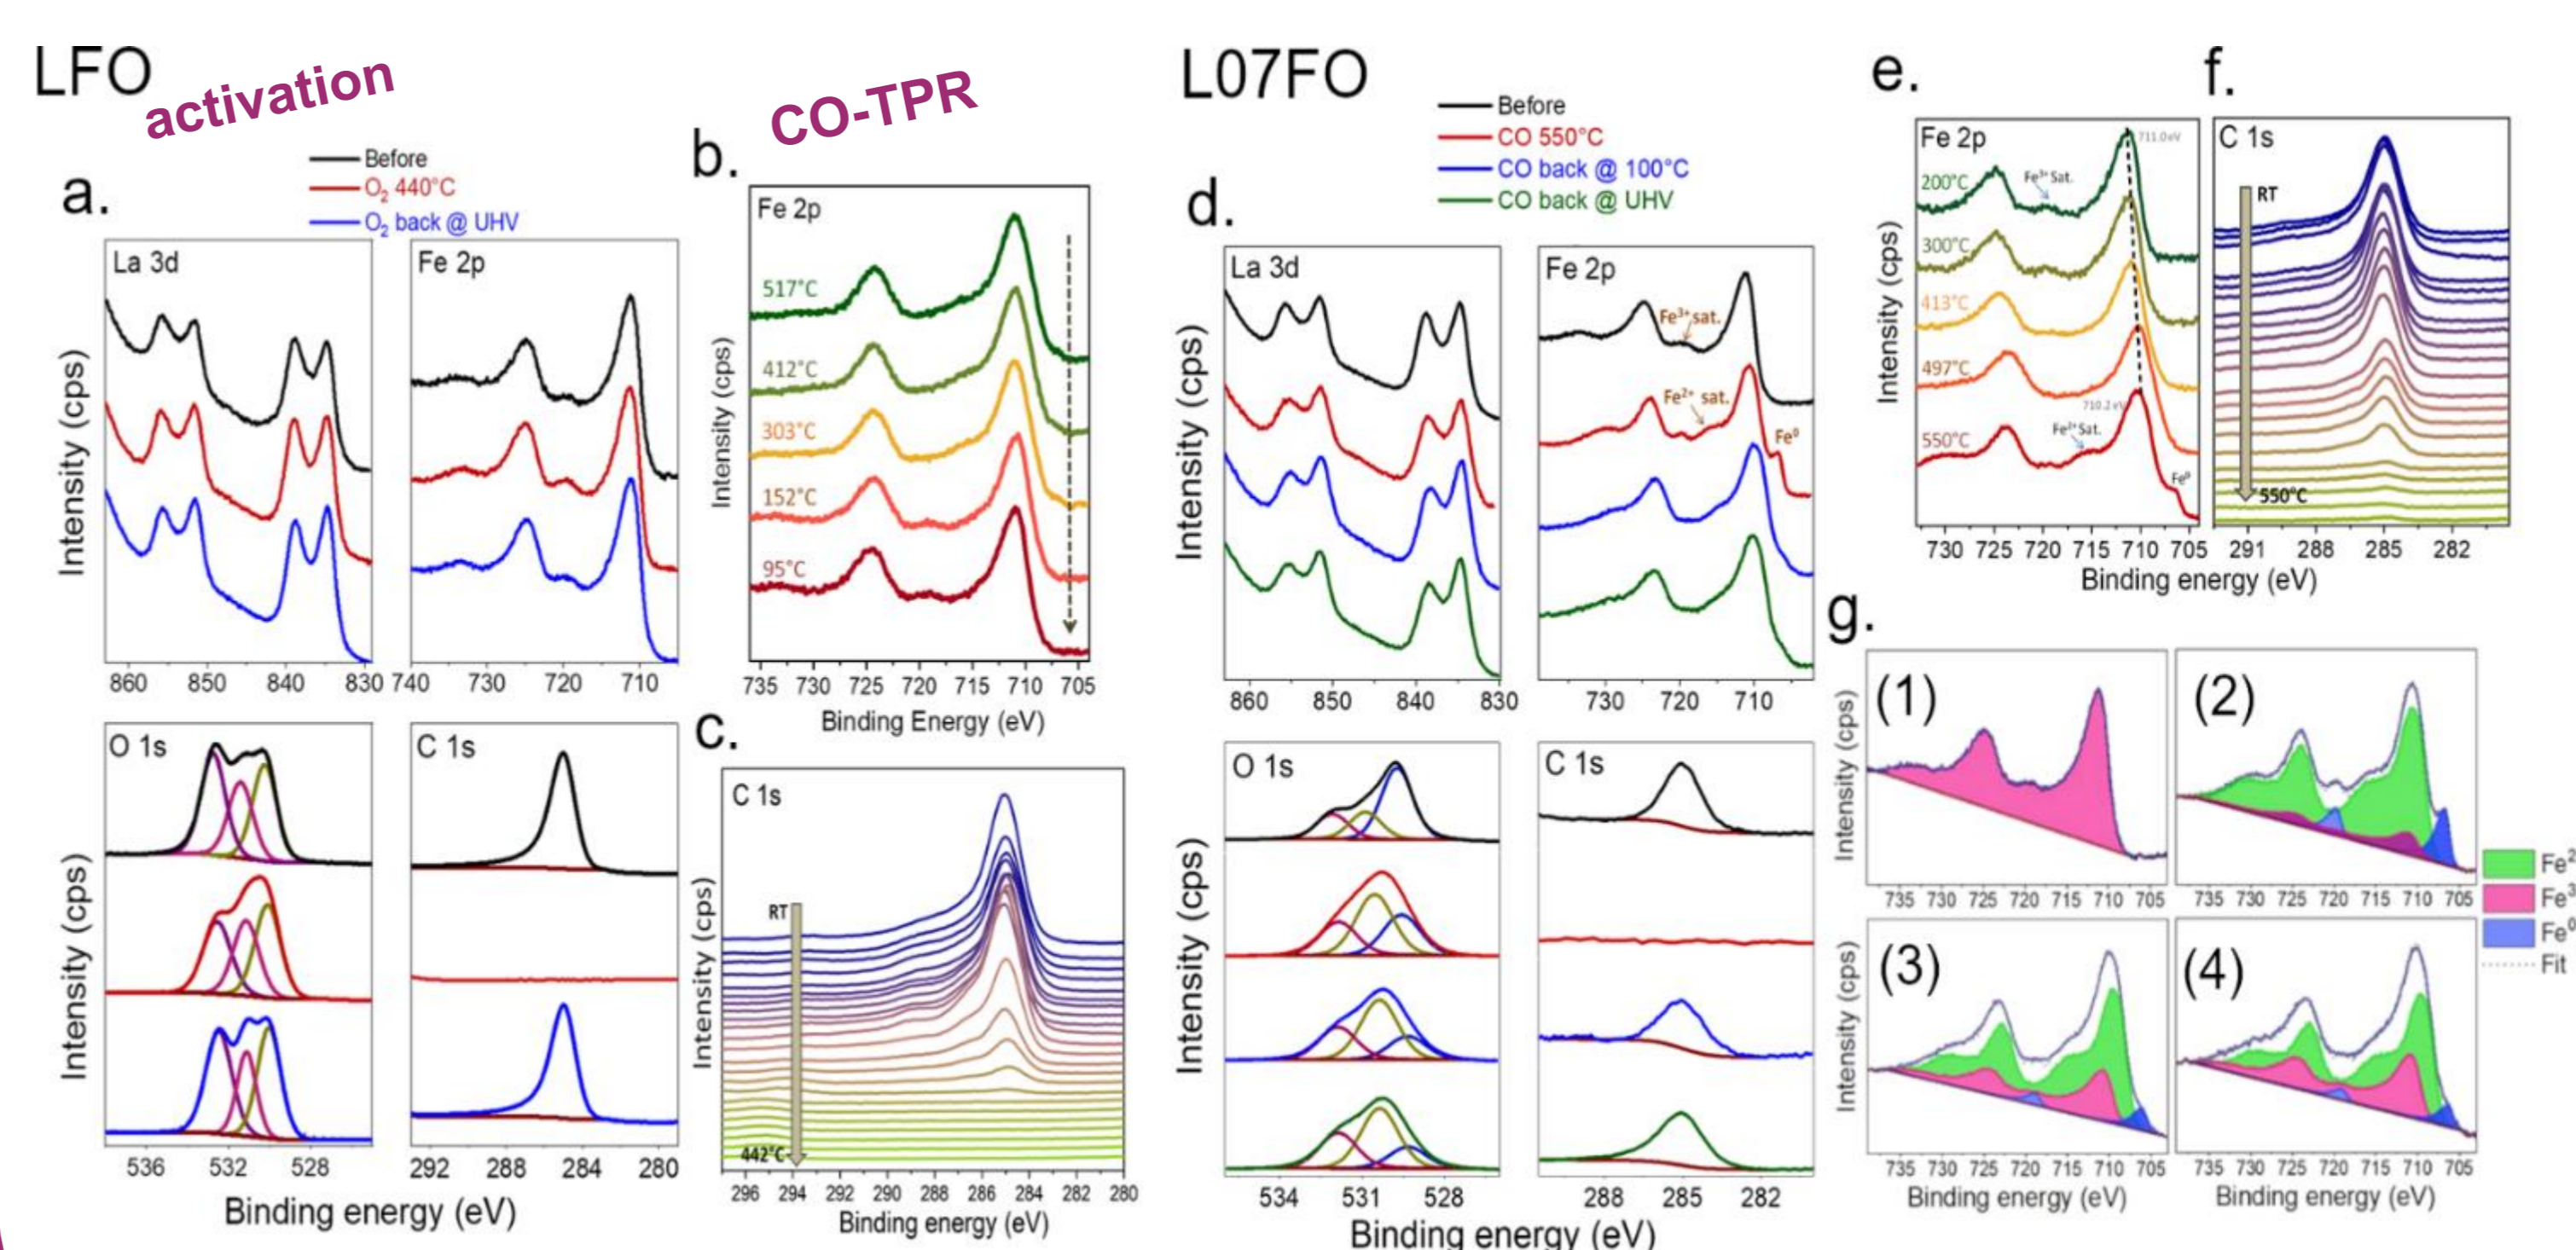 LFO
activation
CO-TPR
Before
O₂ 440°C
O₂ back @ UHV
a.
La 3d
Fe 2p
Intensity (cps)
860 850 840 830
740 730 720 710
O 1s
C 1s
Intensity (cps)
536 532 528
292 288 284 280
Binding energy (eV)
b.
Fe 2p
517°C
412°C
303°C
152°C
95°C
Intensity (cps)
735 730 725 720 715 710 705
Binding Energy (eV)
c.
C 1s
RT
442°C
Intensity (cps)
296 294 292 290 288 286 284 282 280
Binding energy (eV)
L07FO
Before
CO 550°C
CO back @ 100°C
CO back @ UHV
d.
La 3d
Fe 2p
Fe³⁺sat.
Fe²⁺ sat.
Fe⁰
Intensity (cps)
860 850 840 830
730 720 710
O 1s
C 1s
Intensity (cps)
534 531 528
288 285 282
Binding energy (eV)
e.
Fe 2p
711.0eV
200°C
Fe³⁺Sat.
300°C
413°C
497°C
710.2eV
550°C
Fe²⁺Sat.
Fe⁰
Intensity (cps)
730 725 720 715 710 705
f.
C 1s
RT
550°C
291 288 285 282
Binding energy (eV)
g.
(1)
(2)
Intensity (cps)
735 730 725 720 715 710 705
735 730 725 720 715 710 705
(3)
(4)
Intensity (cps)
735 730 725 720 715 710 705
735 730 725 720 715 710 705
Binding energy (eV)
Binding energy (eV)
Fe²
Fe³
Fe⁰
Fit